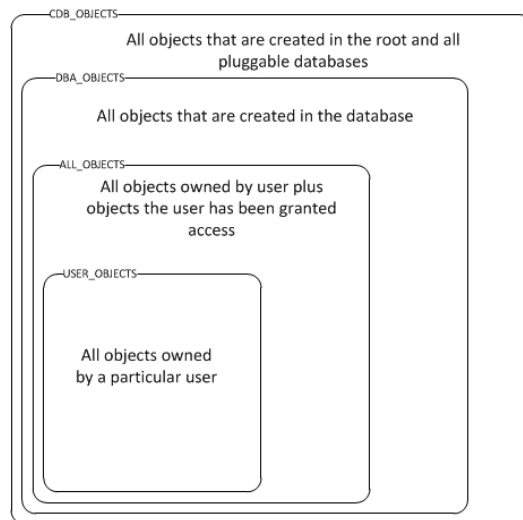 CDB_OBJECTS
All objects that are created in the root and all
pluggable databases
DBA_OBJECTS
All objects that are created in the database
ALL_OBJECTS
All objects owned by user plus
objects the user has been granted
access
USER_OBJECTS
All objects owned
by a particular user